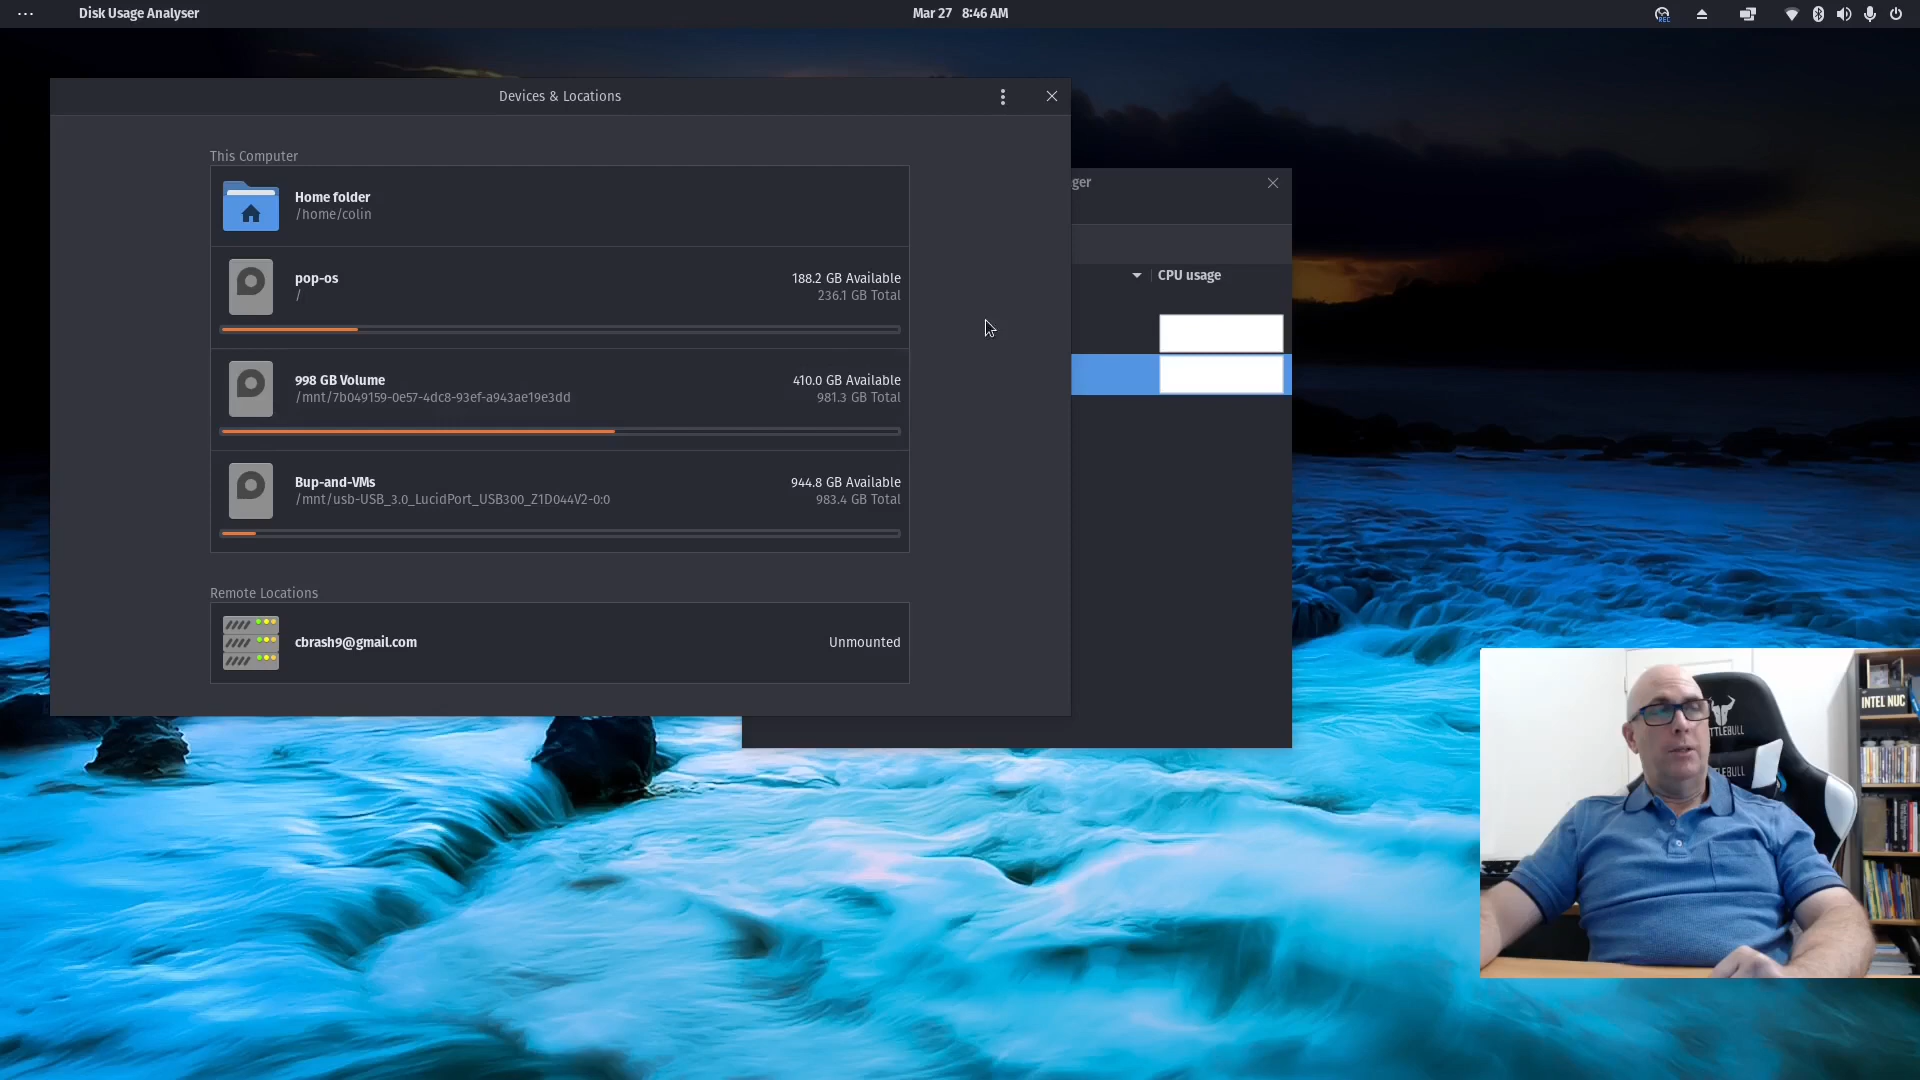 Disk Usage Analyser
Mar 27 8:46 AM
REC
Devices & Locations
This Computer
Home folder
/home/colin
pop-os
/
188.2 GB Available
236.1 GB Total
998 GB Volume
/mnt/7b049159-0e57-4dc8-93ef-a943ae19e3dd
410.0 GB Available
981.3 GB Total
Bup-and-VMs
/mnt/usb-USB_3.0_LucidPort_USB300_Z1D044V2-0:0
944.8 GB Available
983.4 GB Total
Remote Locations
cbrash9@gmail.com
Unmounted
ger
CPU usage
INTEL NUC
TTLEBULL
TLEBULL